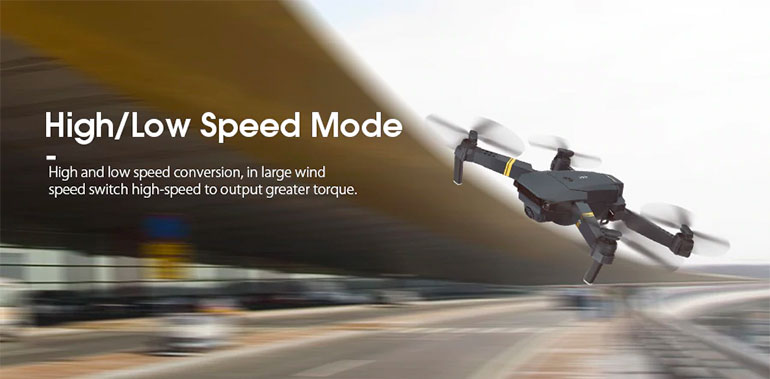 High/Low Speed Mode
High and low speed conversion, in large wind
speed switch high-speed to output greater torque.